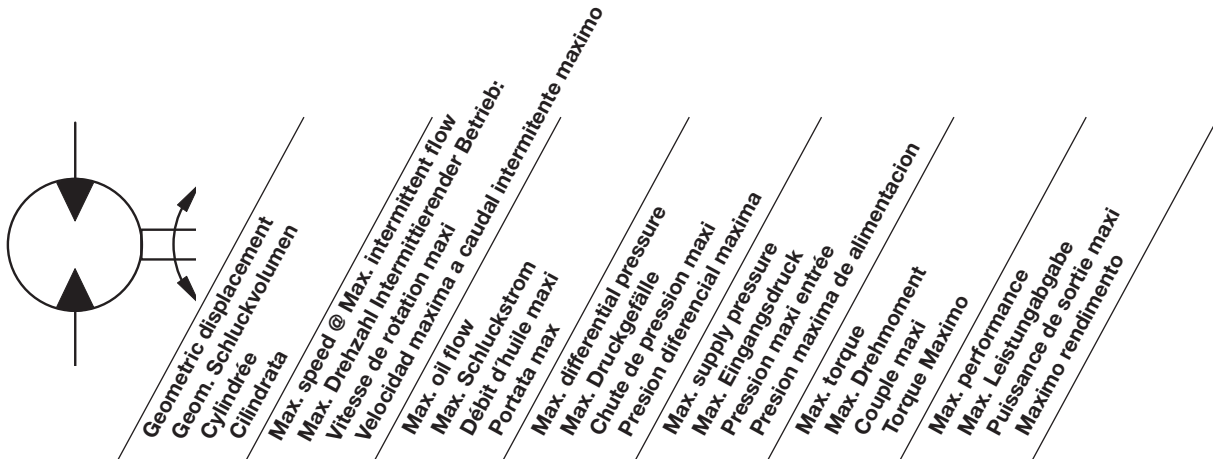 Geometric displacement
Geom. Schluckvolumen
Cylindrée
Cilindrata
Max. speed @ Max. intermittent flow
Max. Drehzahl Intermittierender Betrieb:
Vitesse de rotation maxi
Velocidad maxima a caudal intermitente maximo
Max. oil flow
Max. Schluckstrom
Débit d'huile maxi
Portata max
Max. differential pressure
Max. Druckgefälle
Chute de pression maxi
Presion diferencial maxima
Max. supply pressure
Max. Eingangsdruck
Pression maxi entrée
Presion maxima de alimentacion
Max. torque
Max. Drehmoment
Couple maxi
Torque Maximo
Max. performance
Max. Leistungabgabe
Puissance de sortie maxi
Maximo rendimento